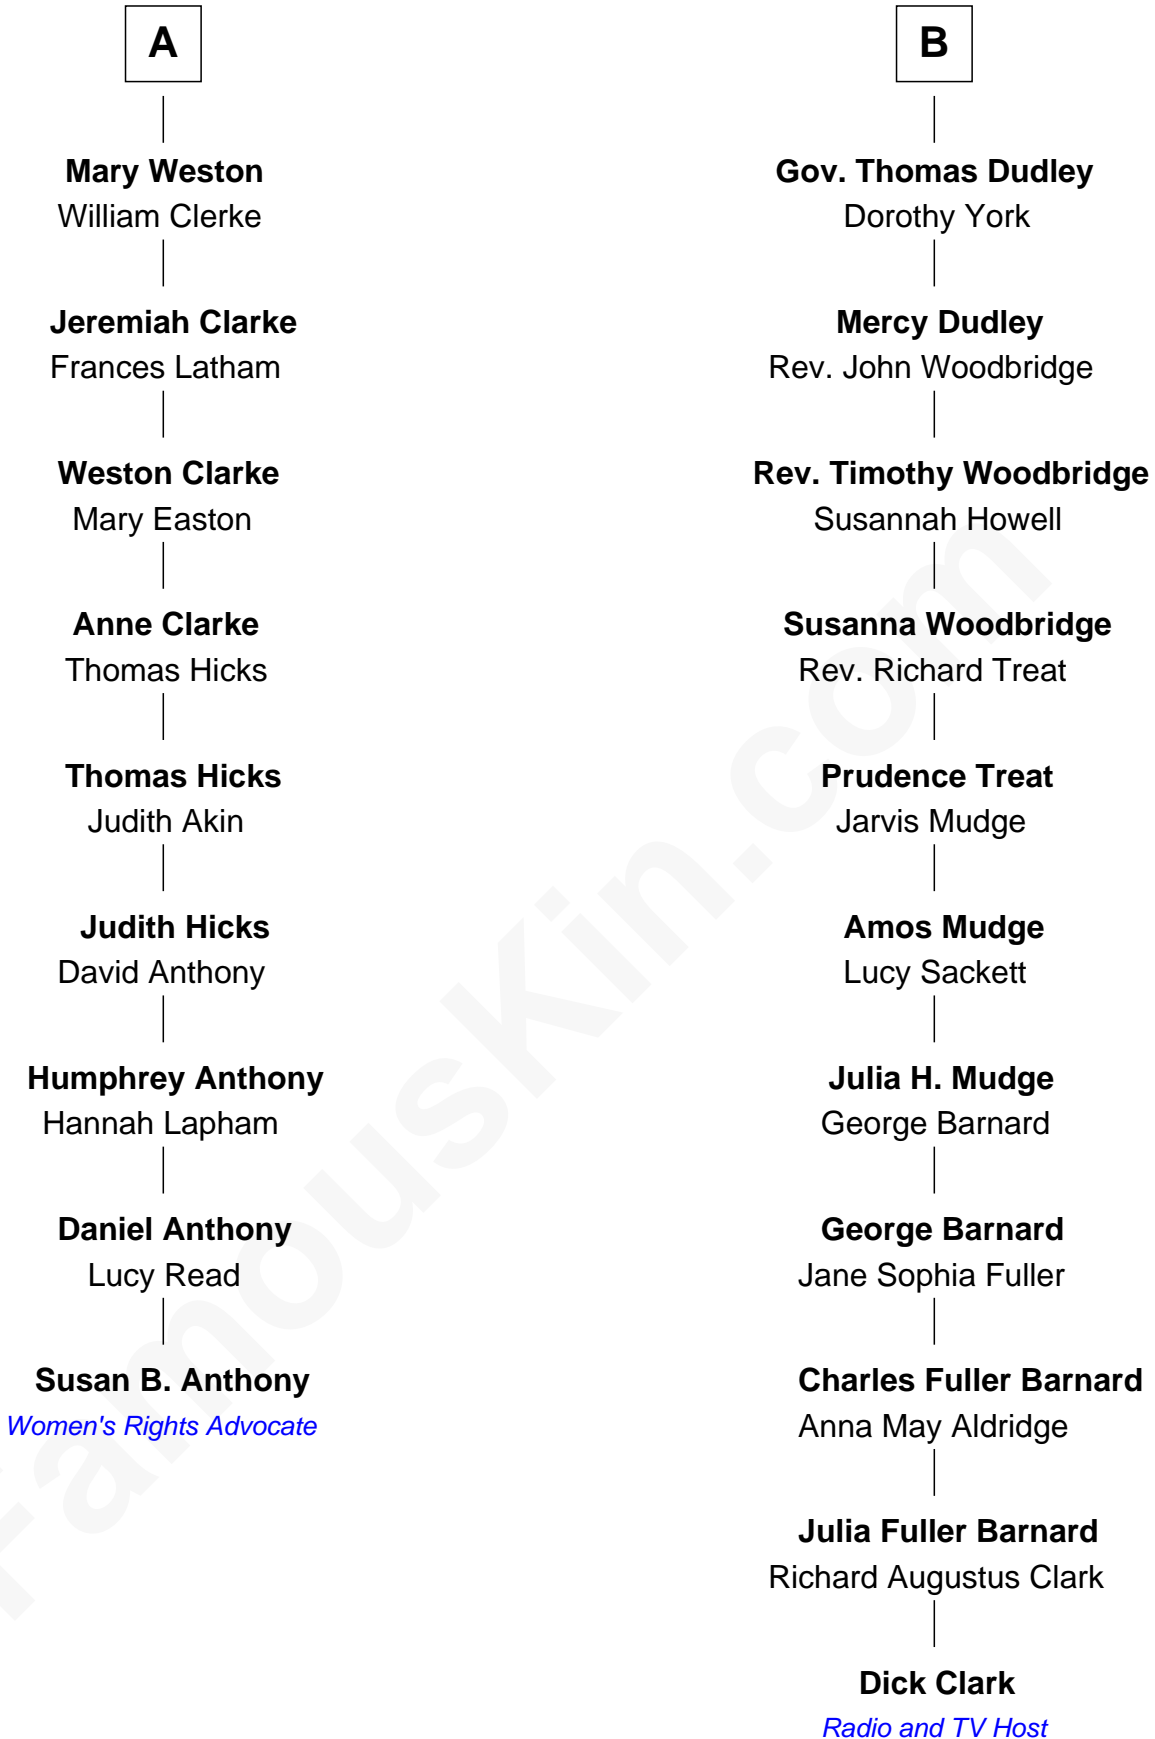 A
Mary Weston
William Clerke
Jeremiah Clarke
Frances Latham
Weston Clarke
Mary Easton
Anne Clarke
Thomas Hicks
Thomas Hicks
Judith Akin
Judith Hicks
David Anthony
Humphrey Anthony
Hannah Lapham
Daniel Anthony
Lucy Read
Susan B. Anthony
Women's Rights Advocate
B
Gov. Thomas Dudley
Dorothy York
Mercy Dudley
Rev. John Woodbridge
Rev. Timothy Woodbridge
Susannah Howell
Susanna Woodbridge
Rev. Richard Treat
Prudence Treat
Jarvis Mudge
Amos Mudge
Lucy Sackett
Julia H. Mudge
George Barnard
George Barnard
Jane Sophia Fuller
Charles Fuller Barnard
Anna May Aldridge
Julia Fuller Barnard
Richard Augustus Clark
Dick Clark
Radio and TV Host
FamousKin.com